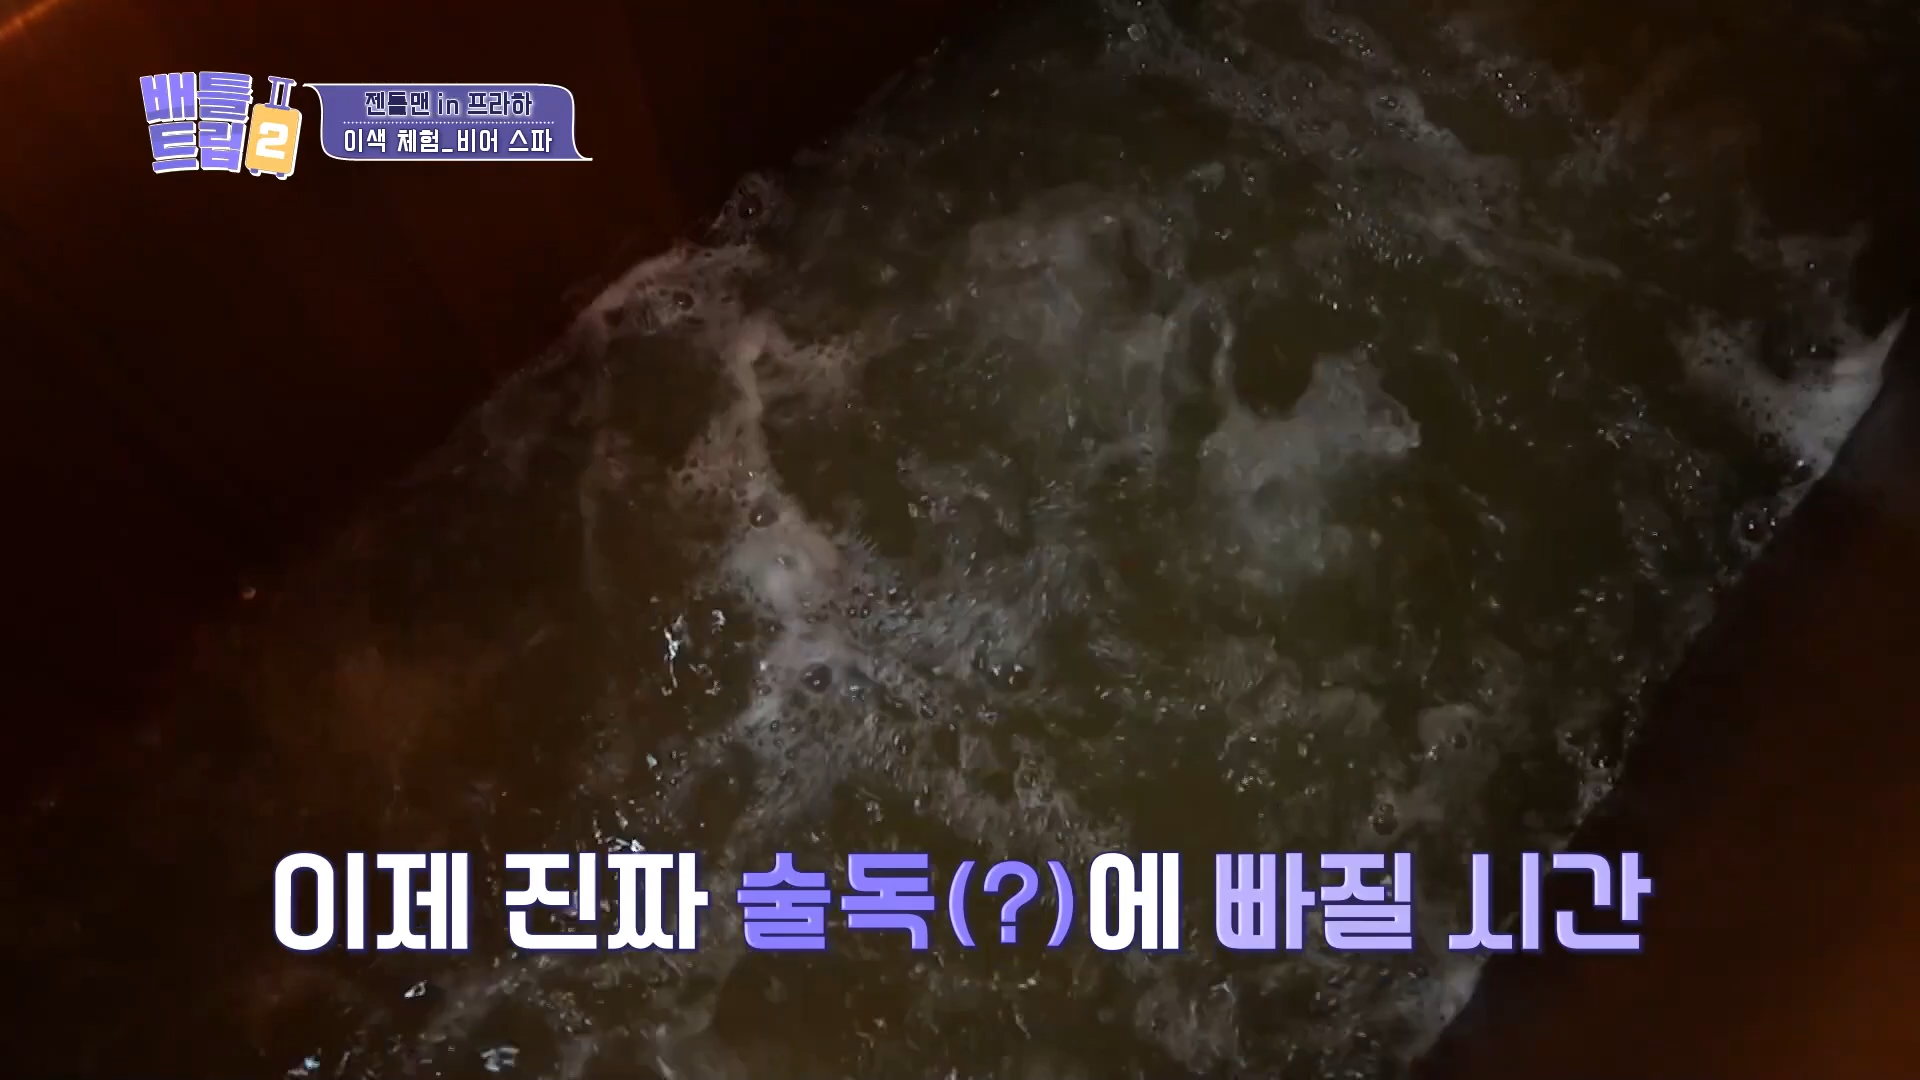 배틀
트립
2
젠틀맨 in 프라하
이색 체험_비어 스파
이제 진짜 술독(?)에 빠질 시간